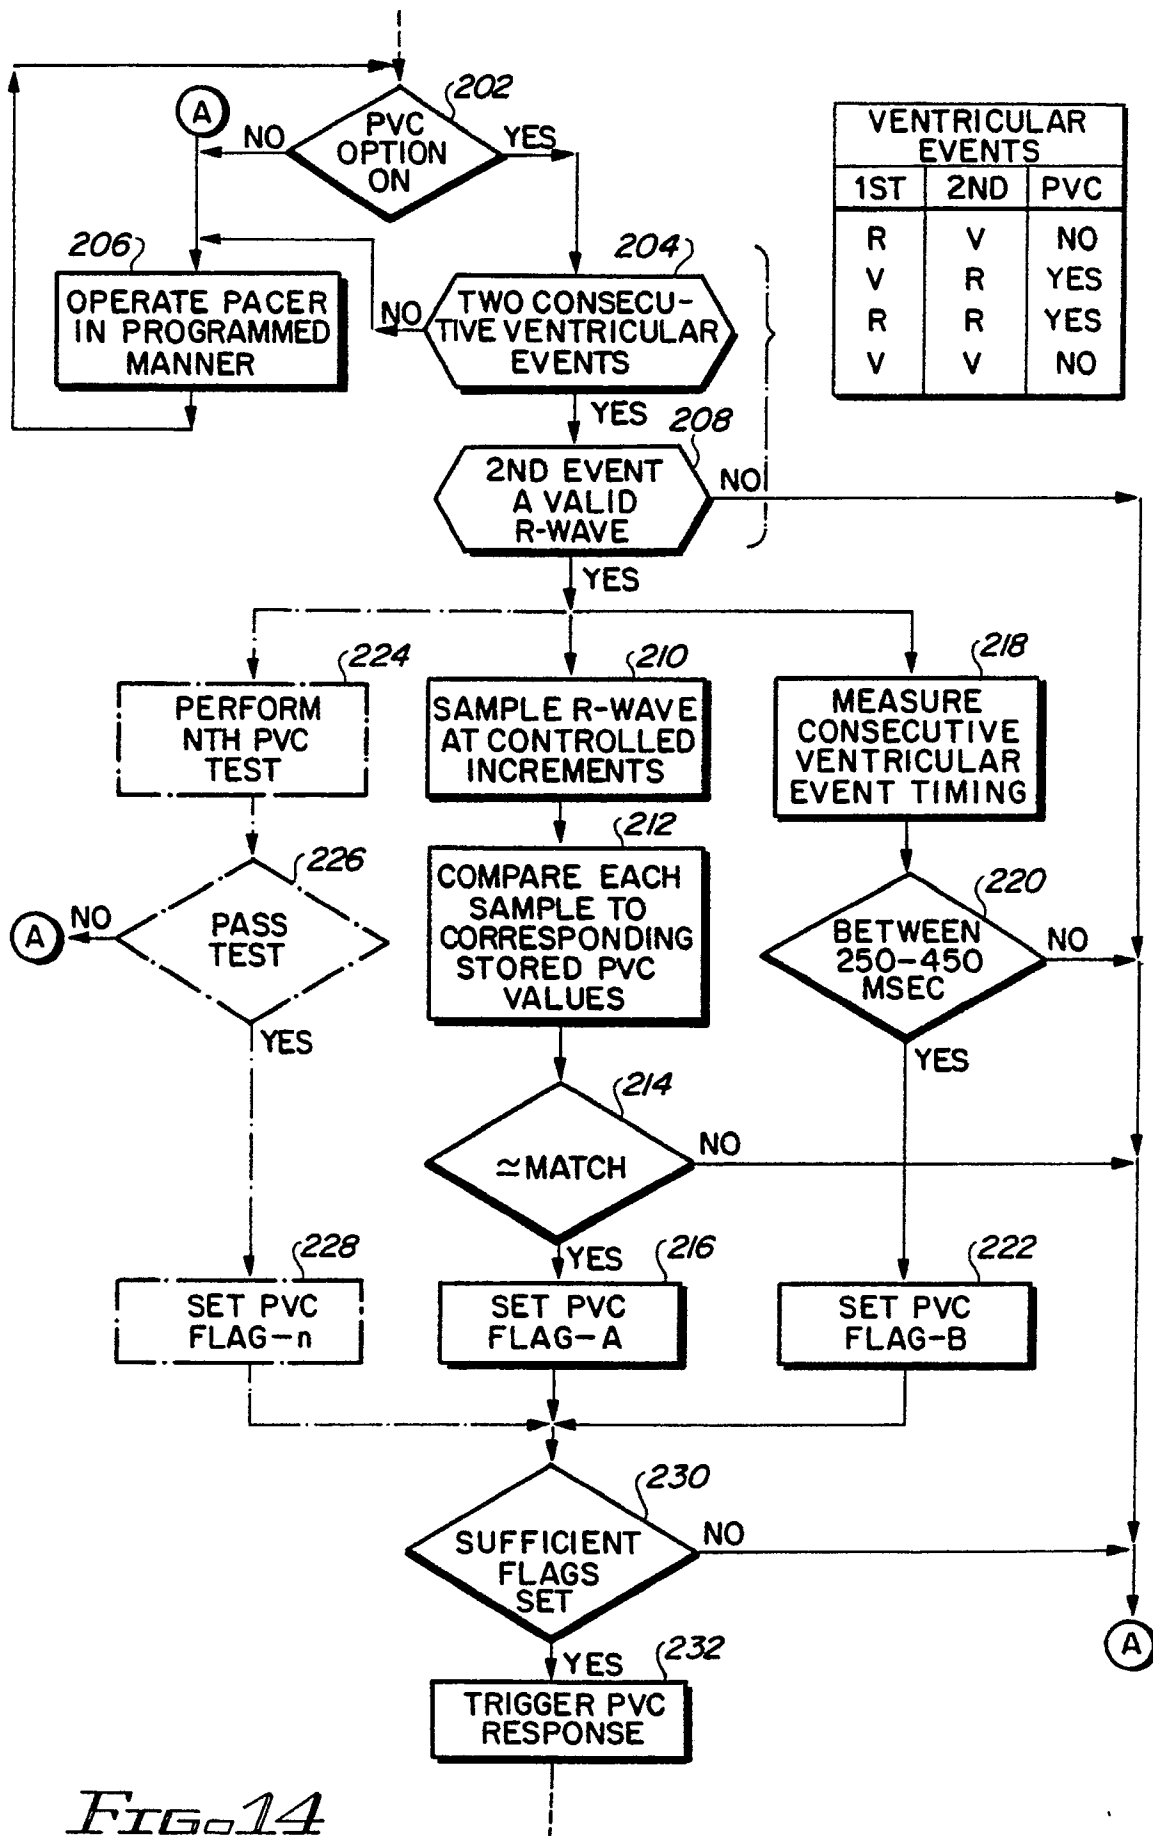 202
A
PVC
OPTION
ON
NO
YES
VENTRICULAR
EVENTS
1ST 2ND PVC
R V NO
V R YES
R R YES
V V NO
206
OPERATE PACER
IN PROGRAMMED
MANNER
204
NO
TWO CONSECU-
TIVE VENTRICULAR
EVENTS
YES
208
2ND EVENT
A VALID
R-WAVE
NO
YES
224
PERFORM
NTH PVC
TEST
210
SAMPLE R-WAVE
AT CONTROLLED
INCREMENTS
218
MEASURE
CONSECUTIVE
VENTRICULAR
EVENT TIMING
226
PASS
TEST
A
NO
YES
212
COMPARE EACH
SAMPLE TO
CORRESPONDING
STORED PVC
VALUES
220
BETWEEN
250-450
MSEC
NO
YES
214
≃MATCH
NO
YES
228
SET PVC
FLAG-n
216
SET PVC
FLAG-A
222
SET PVC
FLAG-B
230
SUFFICIENT
FLAGS
SET
NO
A
YES
232
TRIGGER PVC
RESPONSE
FIG. 14